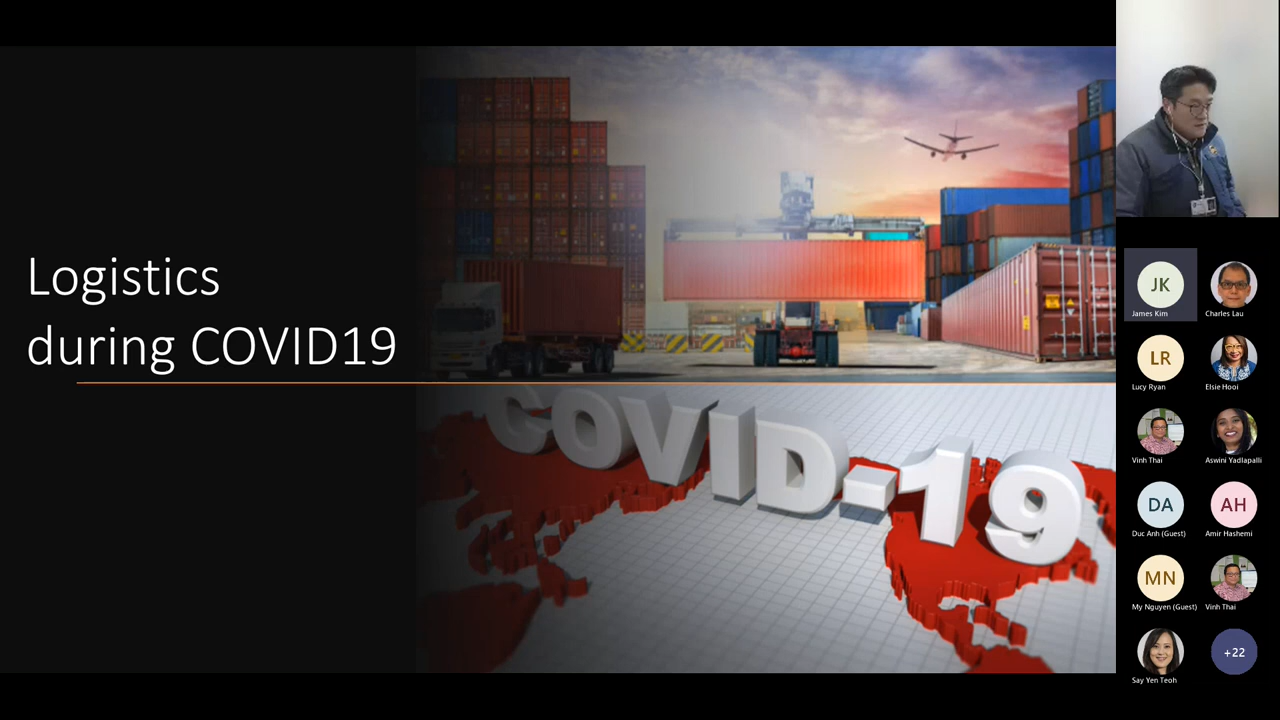 Logistics
during COVID19
COVID-19
JK
James Kim
Charles Lau
LR
Lucy Ryan
Elsie Hooi
Vinh Thai
Aswini Yadlapalli
DA
Duc Anh (Guest)
AH
Amir Hashemi
MN
My Nguyen (Guest)
Vinh Thai
Say Yen Teoh
+22